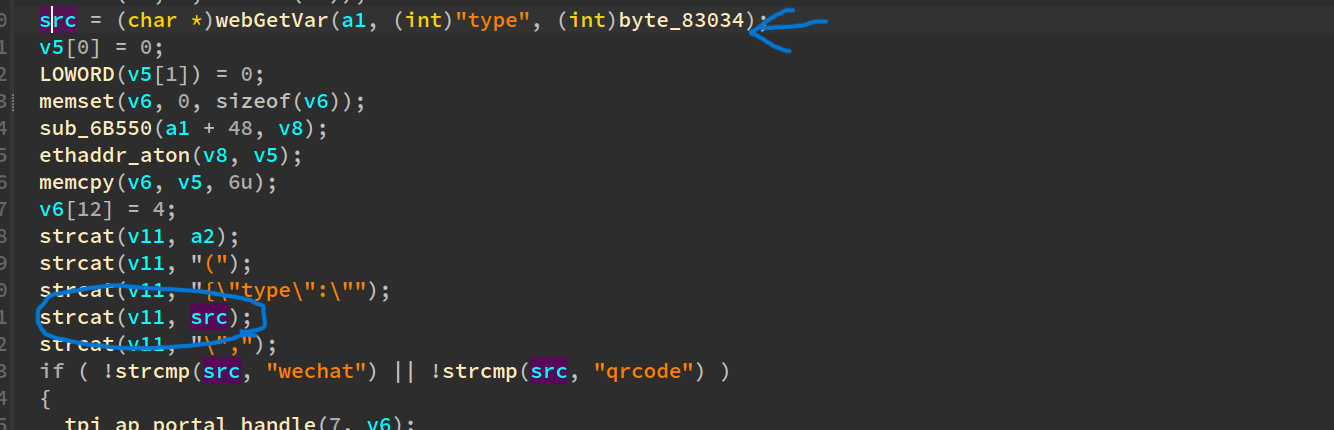 0 src = (char *)webGetVar(a1, (int)"type", (int)byte_83034);
1 v5[0] = 0;
2 LOWORD(v5[1]) = 0;
3 memset(v6, 0, sizeof(v6));
4 sub_6B550(a1 + 48, v8);
5 ethaddr_aton(v8, v5);
6 memcpy(v6, v5, 6u);
7 v6[12] = 4;
8 strcat(v11, a2);
9 strcat(v11, "(");
0 strcat(v11, "{\"type\":\"");
1 strcat(v11, src);
2 strcat(v11, "\",");
3 if ( !strcmp(src, "wechat") || !strcmp(src, "qrcode") )
4 {
5 tpi_ap_portal_handle(7, v6);